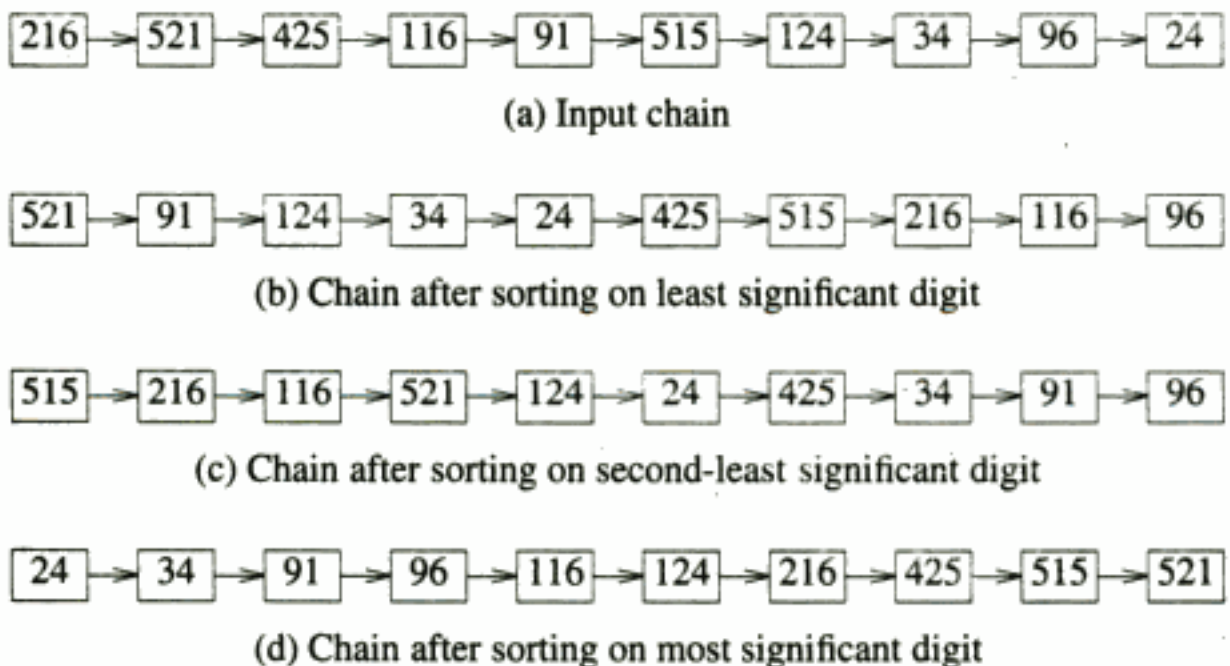 216 521 425 116 91 515 124 34 96 24
(a) Input chain
521 91 124 34 24 425 515 216 116 96
(b) Chain after sorting on least significant digit
515 216 116 521 124 24 425 34 91 96
(c) Chain after sorting on second-least significant digit
24 34 91 96 116 124 216 425 515 521
(d) Chain after sorting on most significant digit